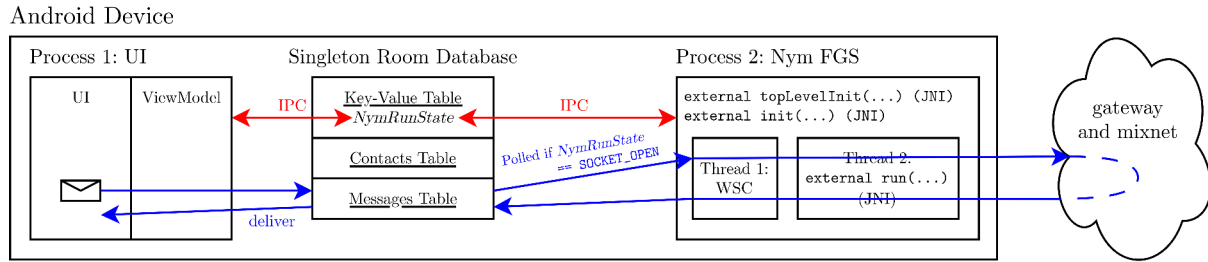 Android Device
Process 1: UI
Singleton Room Database
Process 2: Nym FGS
UI
ViewModel
IPC
Key-Value Table
NymRunState
IPC
external topLevelInit(...) (JNI)
external init(...) (JNI)
gateway
and mixnet
Contacts Table
Polled if NymRunState
== SOCKET_OPEN
Thread 1:
WSC
Thread 2:
external run(...)
(JNI)
Messages Table
deliver